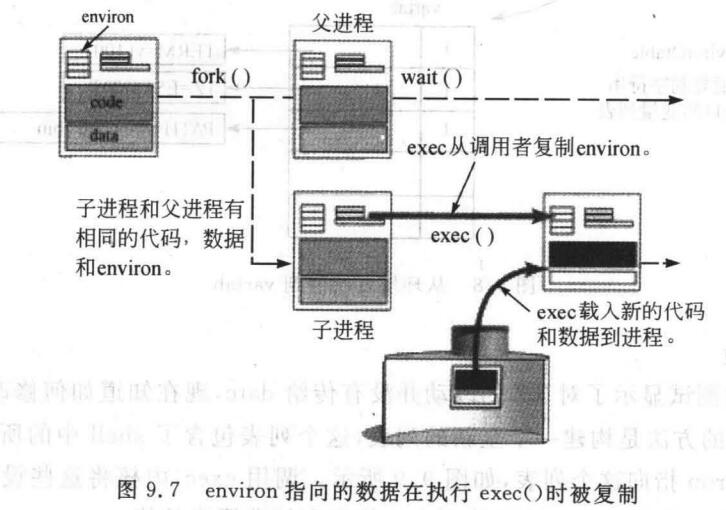 environ
父进程
fork ( )
wait ( )
code
data
exec从调用者复制environ。
子进程和父进程有
相同的代码，数据
和environ。
exec ( )
子进程
exec载入新的代码
和数据到进程。
图 9.7 environ 指向的数据在执行 exec()时被复制